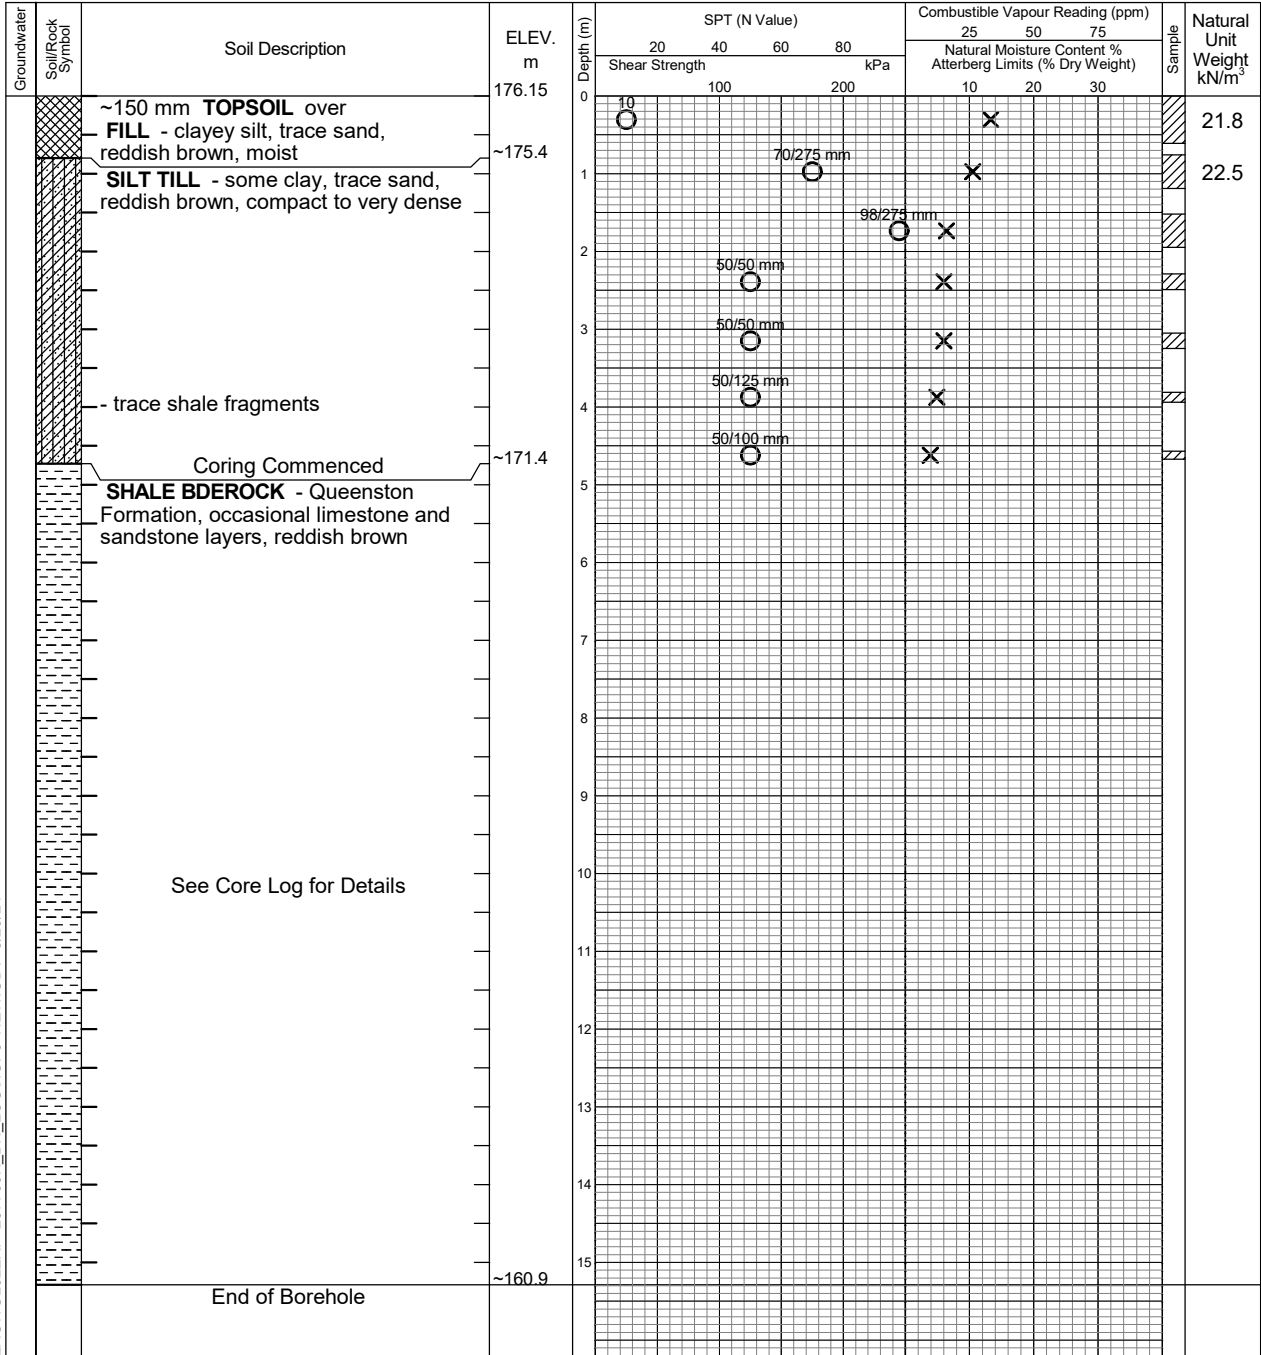 Groundwater
Soil/Rock
Symbol
Soil Description
ELEV.
m
Depth (m)
SPT (N Value)
20 40 60 80
Shear Strength kPa
100 200
Combustible Vapour Reading (ppm)
25 50 75
Natural Moisture Content %
Atterberg Limits (% Dry Weight)
10 20 30
Sample
Natural
Unit
Weight
kN/m³
176.15
0
~150 mm TOPSOIL over
FILL - clayey silt, trace sand,
reddish brown, moist
~175.4
10
21.8
SILT TILL - some clay, trace sand,
reddish brown, compact to very dense
70/275 mm
1
22.5
98/275 mm
2
50/50 mm
3
50/50 mm
50/125 mm
- trace shale fragments
4
50/100 mm
Coring Commenced
~171.4
SHALE BDEROCK - Queenston
Formation, occasional limestone and
sandstone layers, reddish brown
5
6
7
8
9
See Core Log for Details
10
11
12
13
14
15
~160.9
End of Borehole